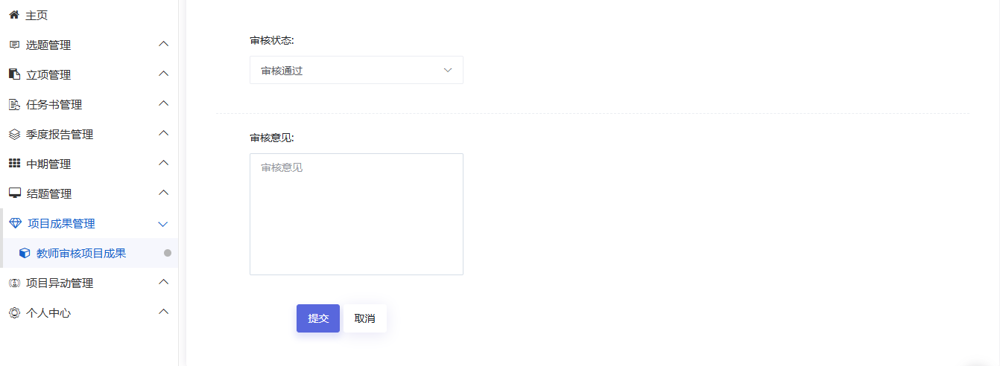 主页
选题管理
立项管理
任务书管理
季度报告管理
中期管理
结题管理
项目成果管理
教师审核项目成果
项目异动管理
个人中心
审核状态:
审核通过
审核意见:
审核意见
提交 取消